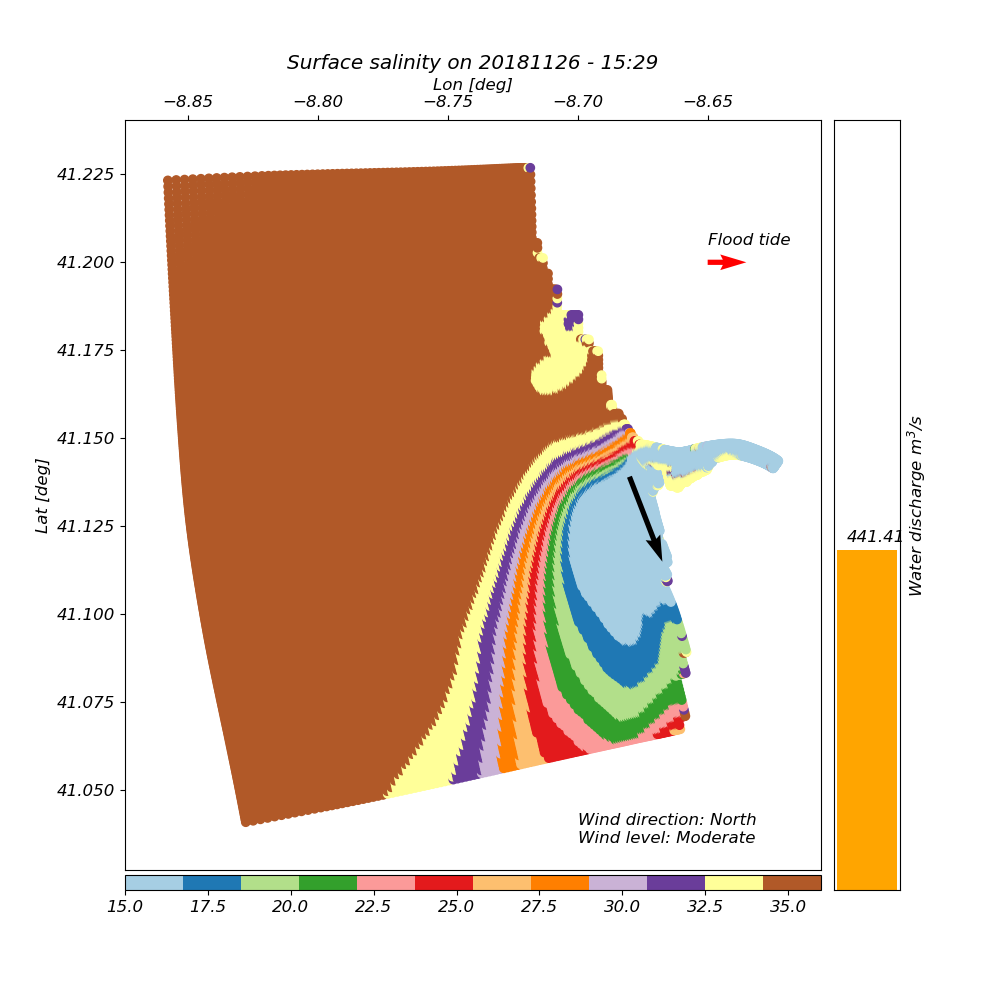 Surface salinity on 20181126 - 15:29
Lon [deg]
−8.85 −8.80 −8.75 −8.70 −8.65
41.225
41.200
41.175
41.150
41.125
41.100
41.075
41.050
Lat [deg]
Flood tide
Wind direction: North
Wind level: Moderate
15.0 17.5 20.0 22.5 25.0 27.5 30.0 32.5 35.0
441.41
Water discharge m³/s